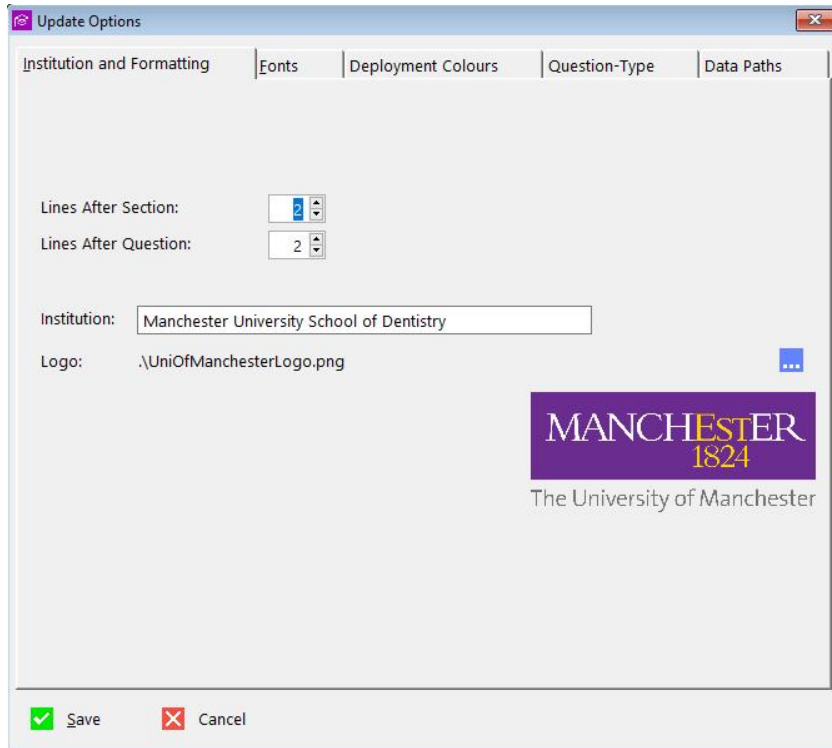 Update Options
Institution and Formatting Fonts Deployment Colours Question-Type Data Paths
Lines After Section: 2
Lines After Question: 2
Institution: Manchester University School of Dentistry
Logo: .\UniOfManchesterLogo.png ...
MANCHESTER
1824
The University of Manchester
Save Cancel